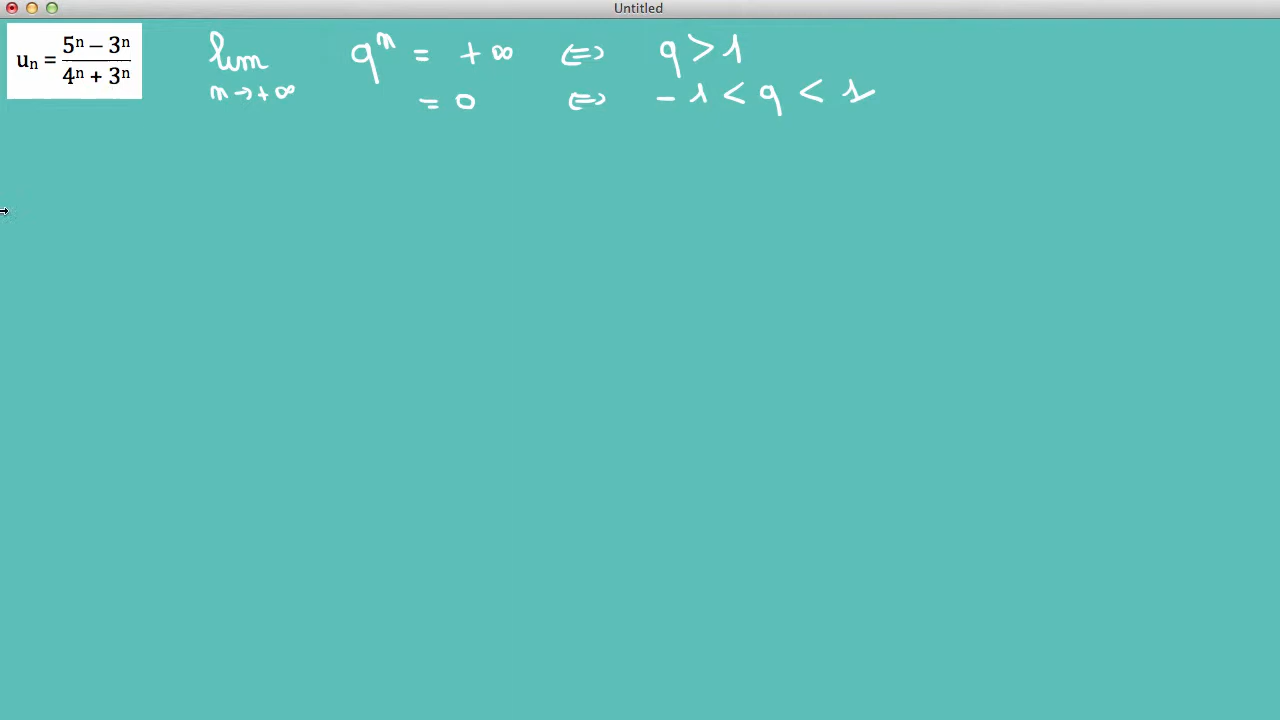 Untitled
uₙ = (5ⁿ – 3ⁿ) / (4ⁿ + 3ⁿ)
lim qⁿ = +∞ ⇔ q > 1
n → +∞ = 0 ⇔ -1 < q < 1